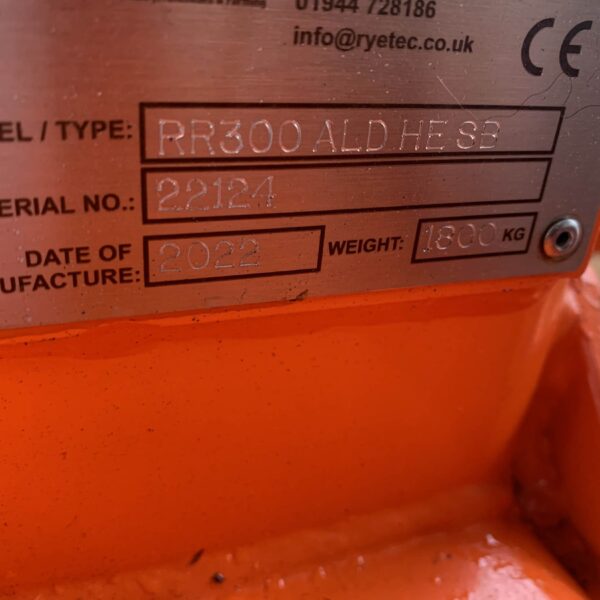 01944 728186
info@ryetec.co.uk
CE
EL / TYPE: RR300 ALD HE SB
ERIAL NO.: 22124
DATE OF
UFACTURE: 2022 WEIGHT: 1800 KG